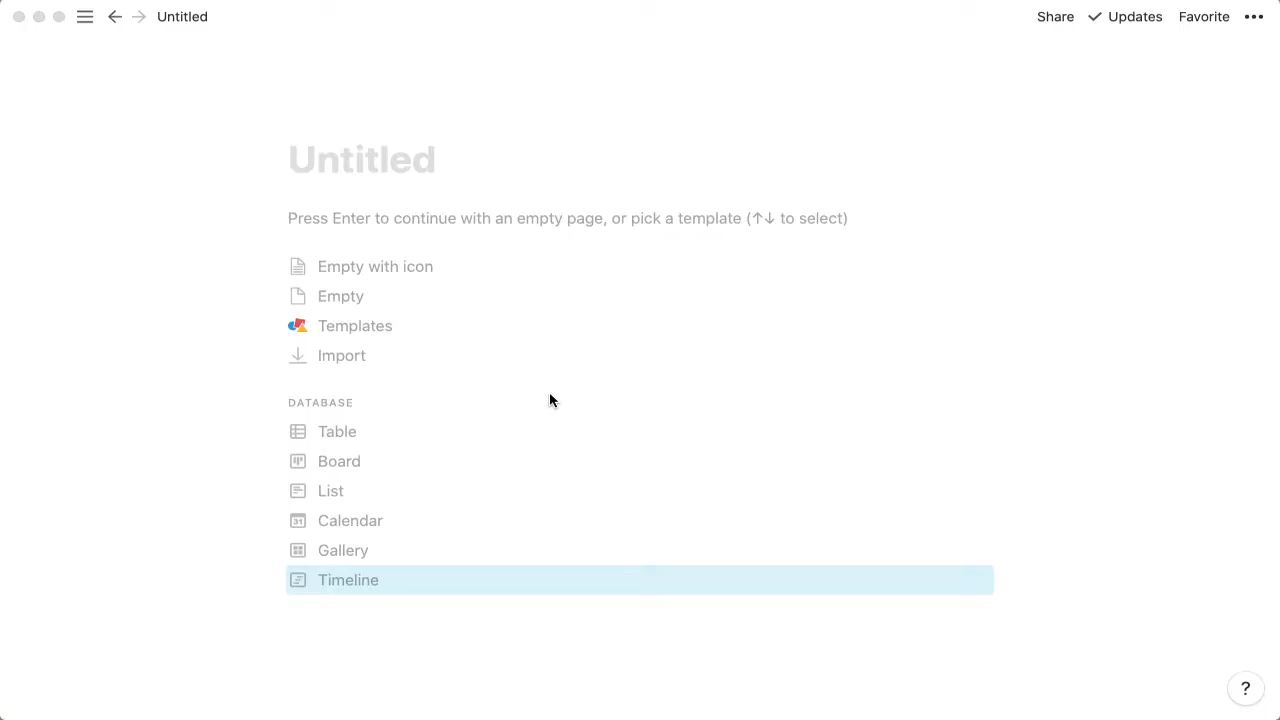 Untitled
Share
Updates
Favorite
Untitled
Press Enter to continue with an empty page, or pick a template (↑↓ to select)
Empty with icon
Empty
Templates
Import
DATABASE
Table
Board
List
31 Calendar
Gallery
Timeline
?